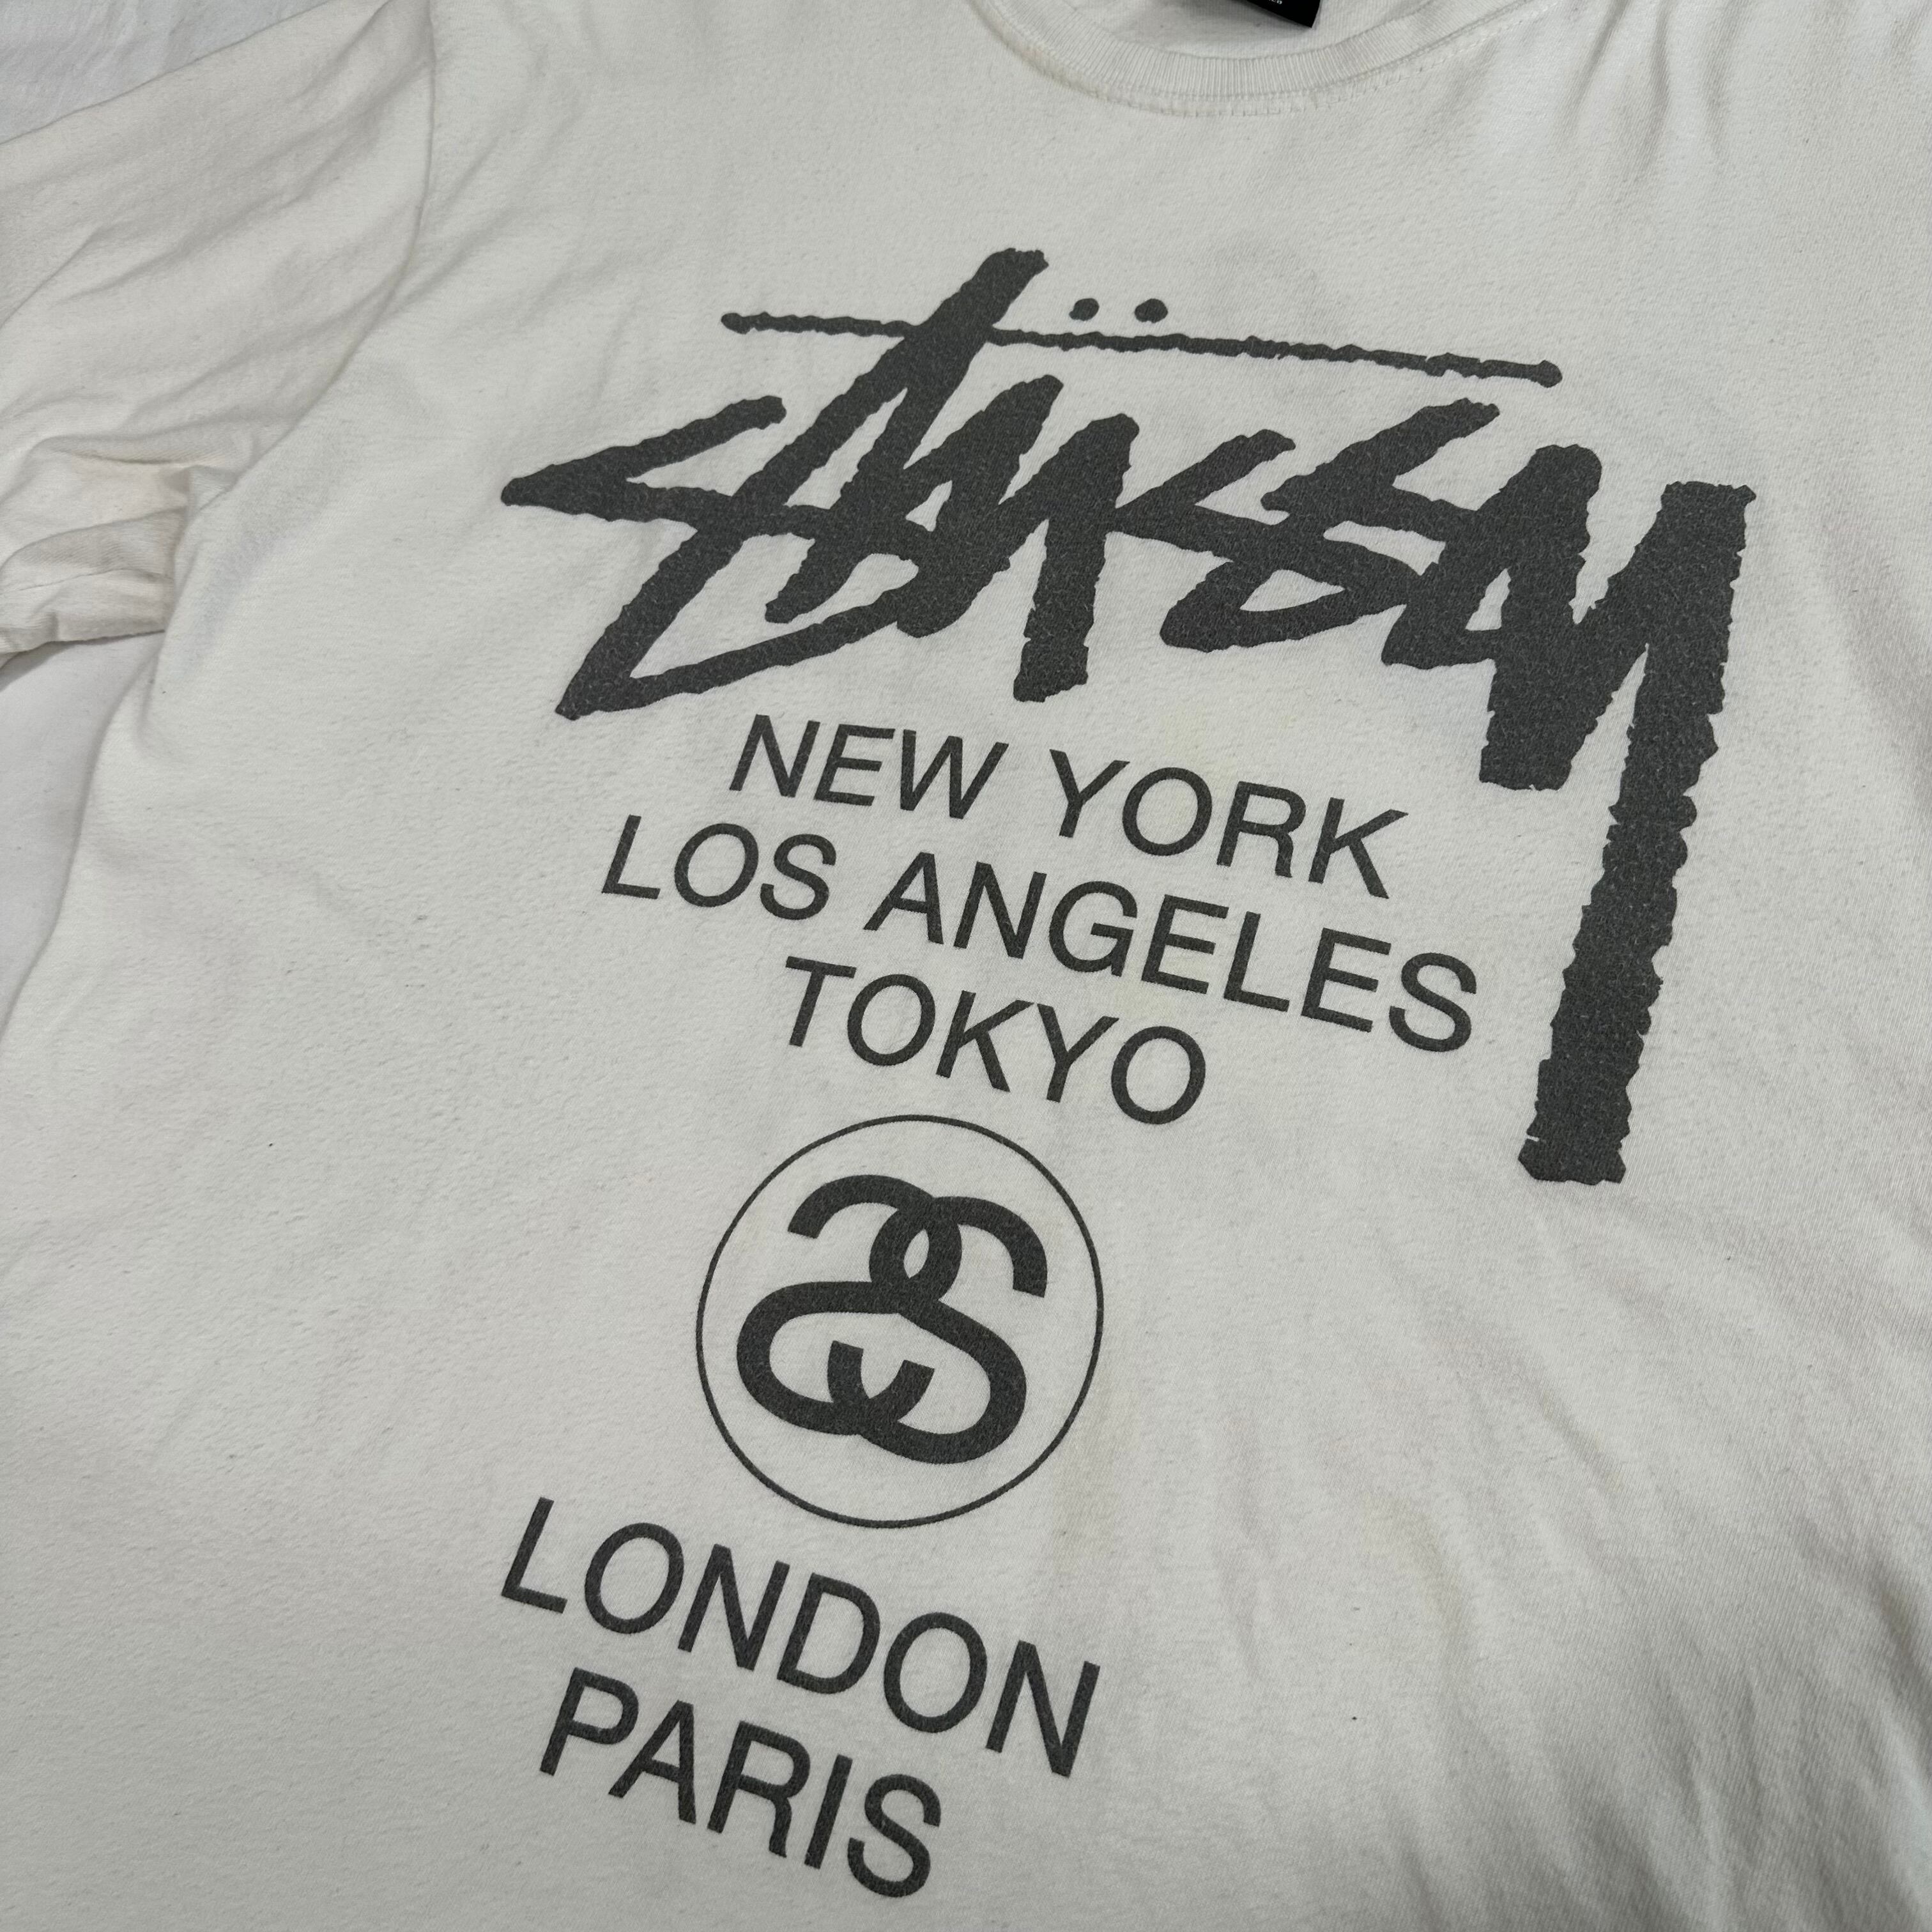 Stüssy
NEW YORK
LOS ANGELES
TOKYO
SS
LONDON
PARIS